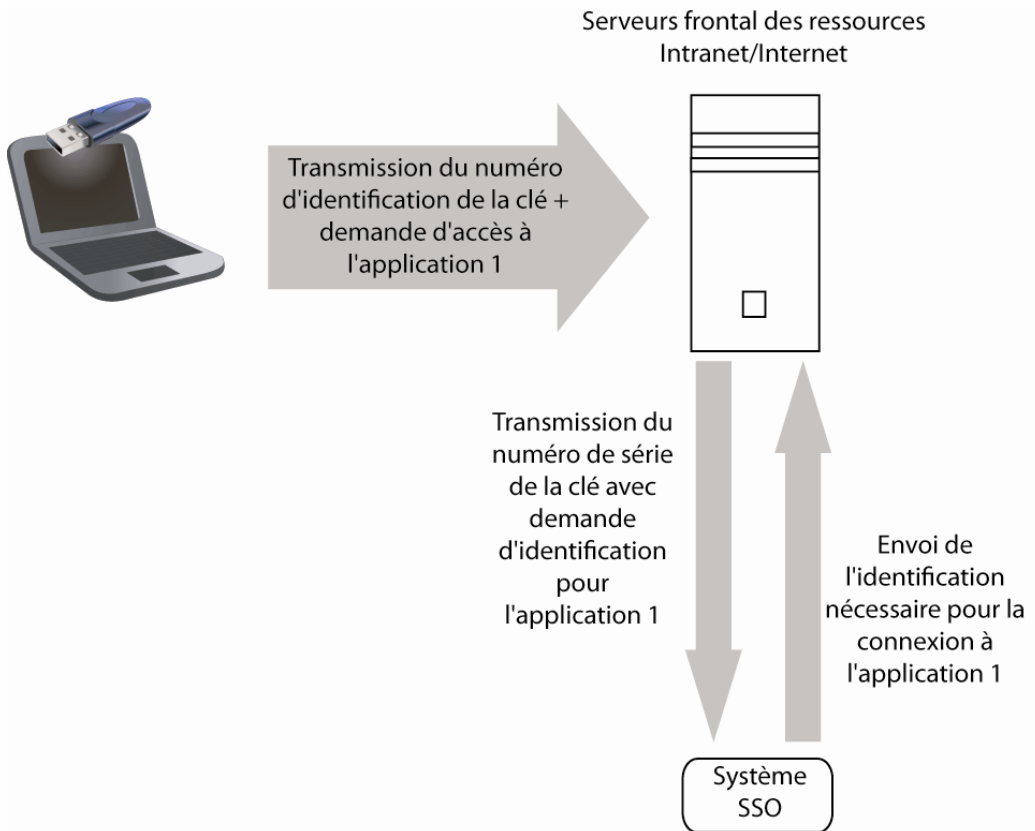 Serveurs frontal des ressources
Intranet/Internet
Transmission du numéro
d'identification de la clé +
demande d'accès à
l'application 1
Transmission du
numéro de série
de la clé avec
demande
d'identification
pour
l'application 1
Envoi de
l'identification
nécessaire pour la
connexion à
l'application 1
Système
SSO